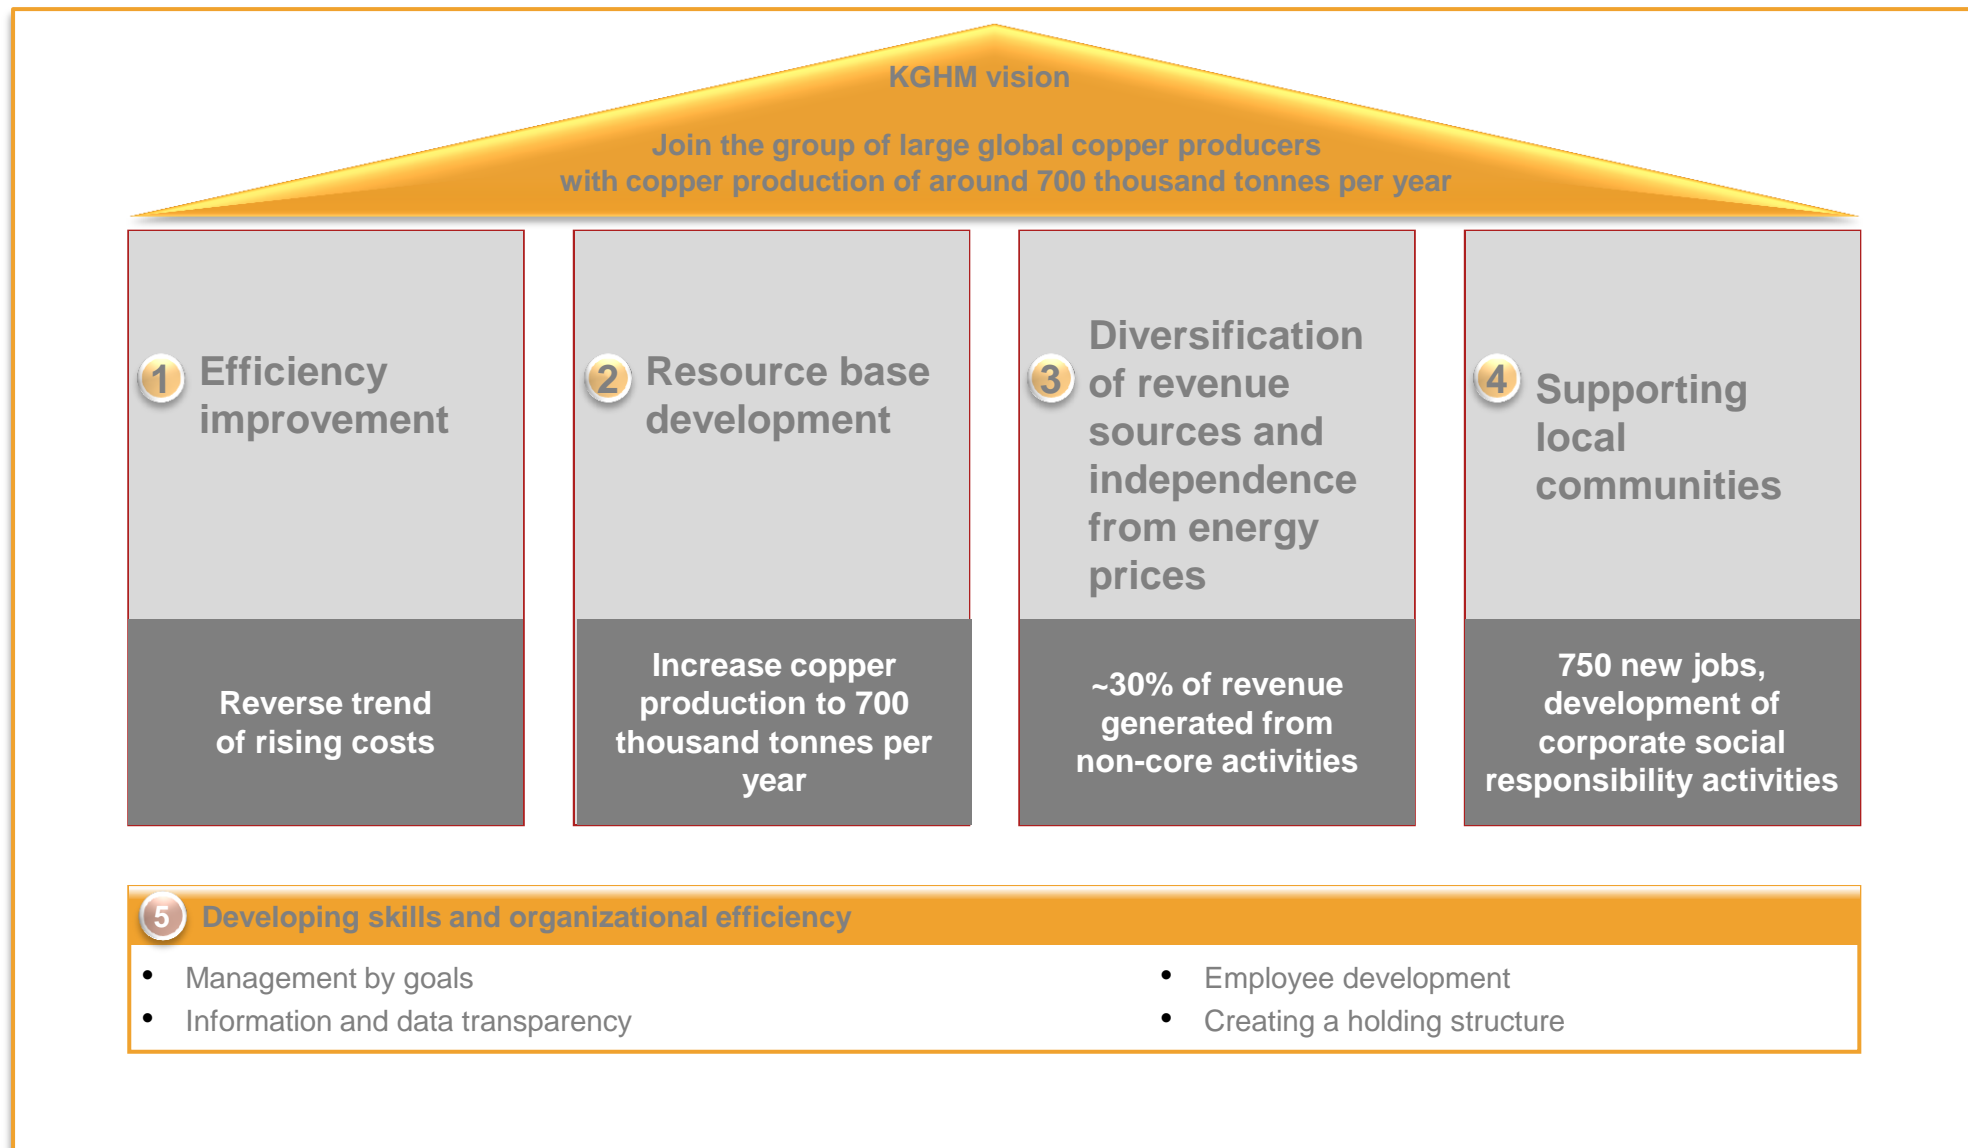 KGHM vision
Join the group of large global copper producers
with copper production of around 700 thousand tonnes per year
1
Efficiency
improvement
Reverse trend
of rising costs
2
Resource base
development
Increase copper
production to 700
thousand tonnes per
year
3
Diversification
of revenue
sources and
independence
from energy
prices
~30% of revenue
generated from
non-core activities
4
Supporting
local
communities
750 new jobs,
development of
corporate social
responsibility activities
5 Developing skills and organizational efficiency
• Management by goals
• Information and data transparency
• Employee development
• Creating a holding structure